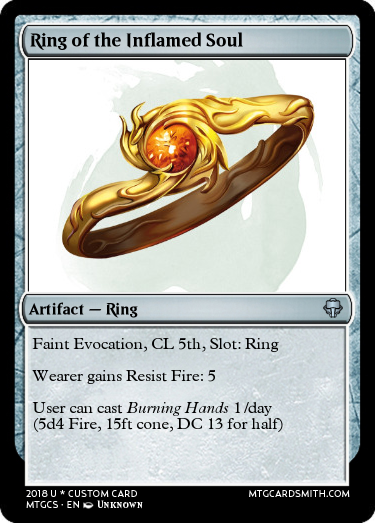 Ring of the Inflamed Soul
Artifact — Ring
Faint Evocation, CL 5th, Slot: Ring
Wearer gains Resist Fire: 5
User can cast Burning Hands 1/day
(5d4 Fire, 15ft cone, DC 13 for half)
2018 U * CUSTOM CARD
MTGCARDSMITH.COM
MTGCS · EN Unknown